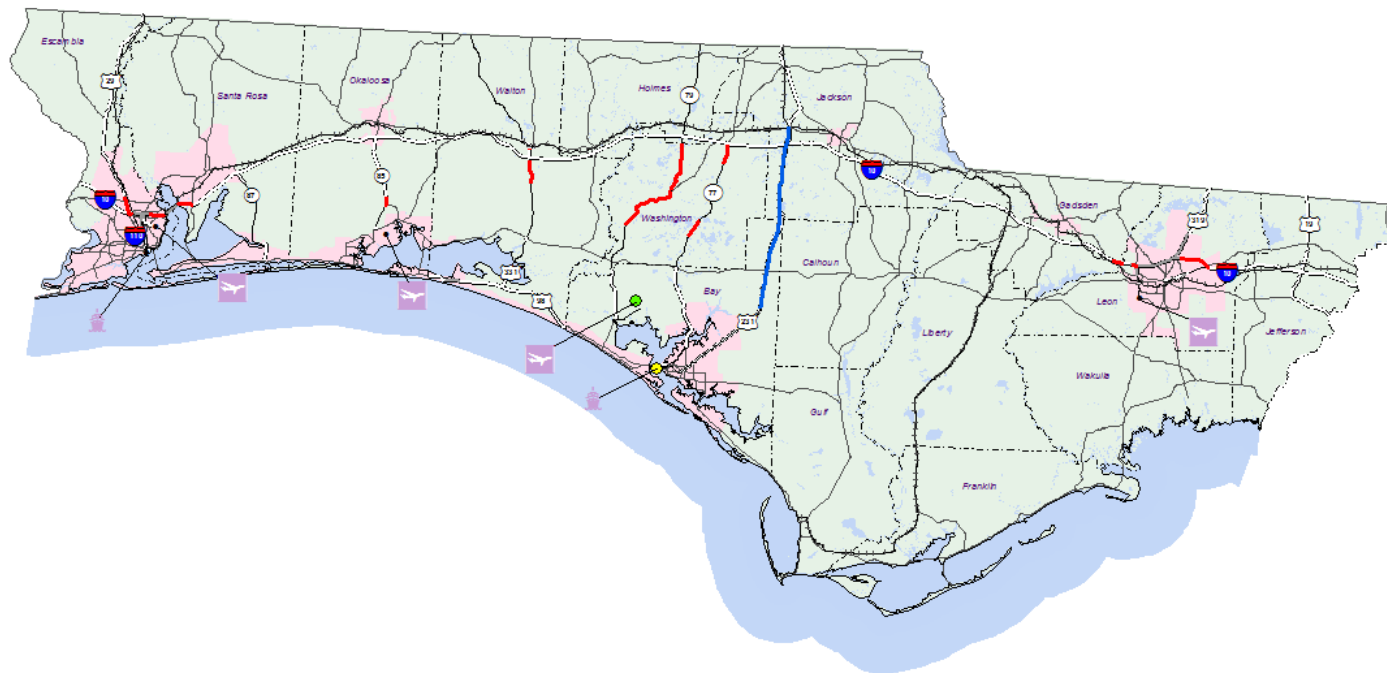 Escambia
29
Santa Rosa
Okaloosa
Walton
Holmes
79
Jackson
10
110
87
85
331
98
Washington
77
Bay
231
Calhoun
10
Gadsden
319
19
10
Leon
Liberty
Jefferson
Wakulla
Gulf
Franklin